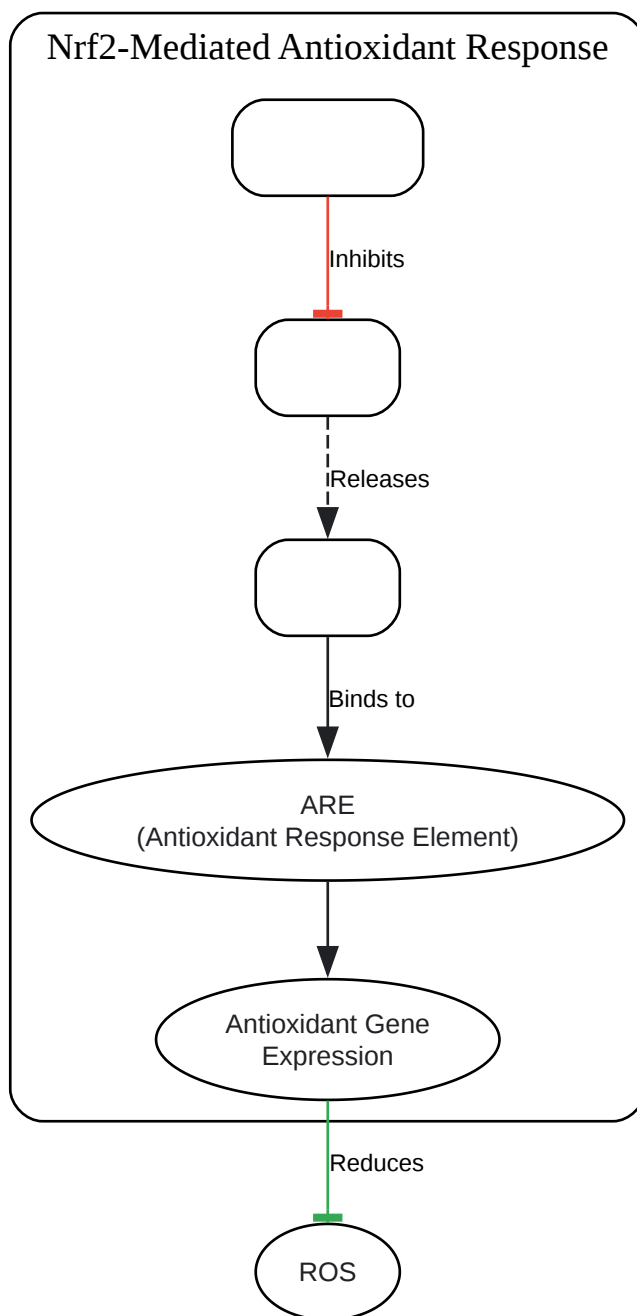 Nrf2-Mediated Antioxidant Response
Inhibits
Releases
Binds to
ARE
(Antioxidant Response Element)
Antioxidant Gene
Expression
Reduces
ROS